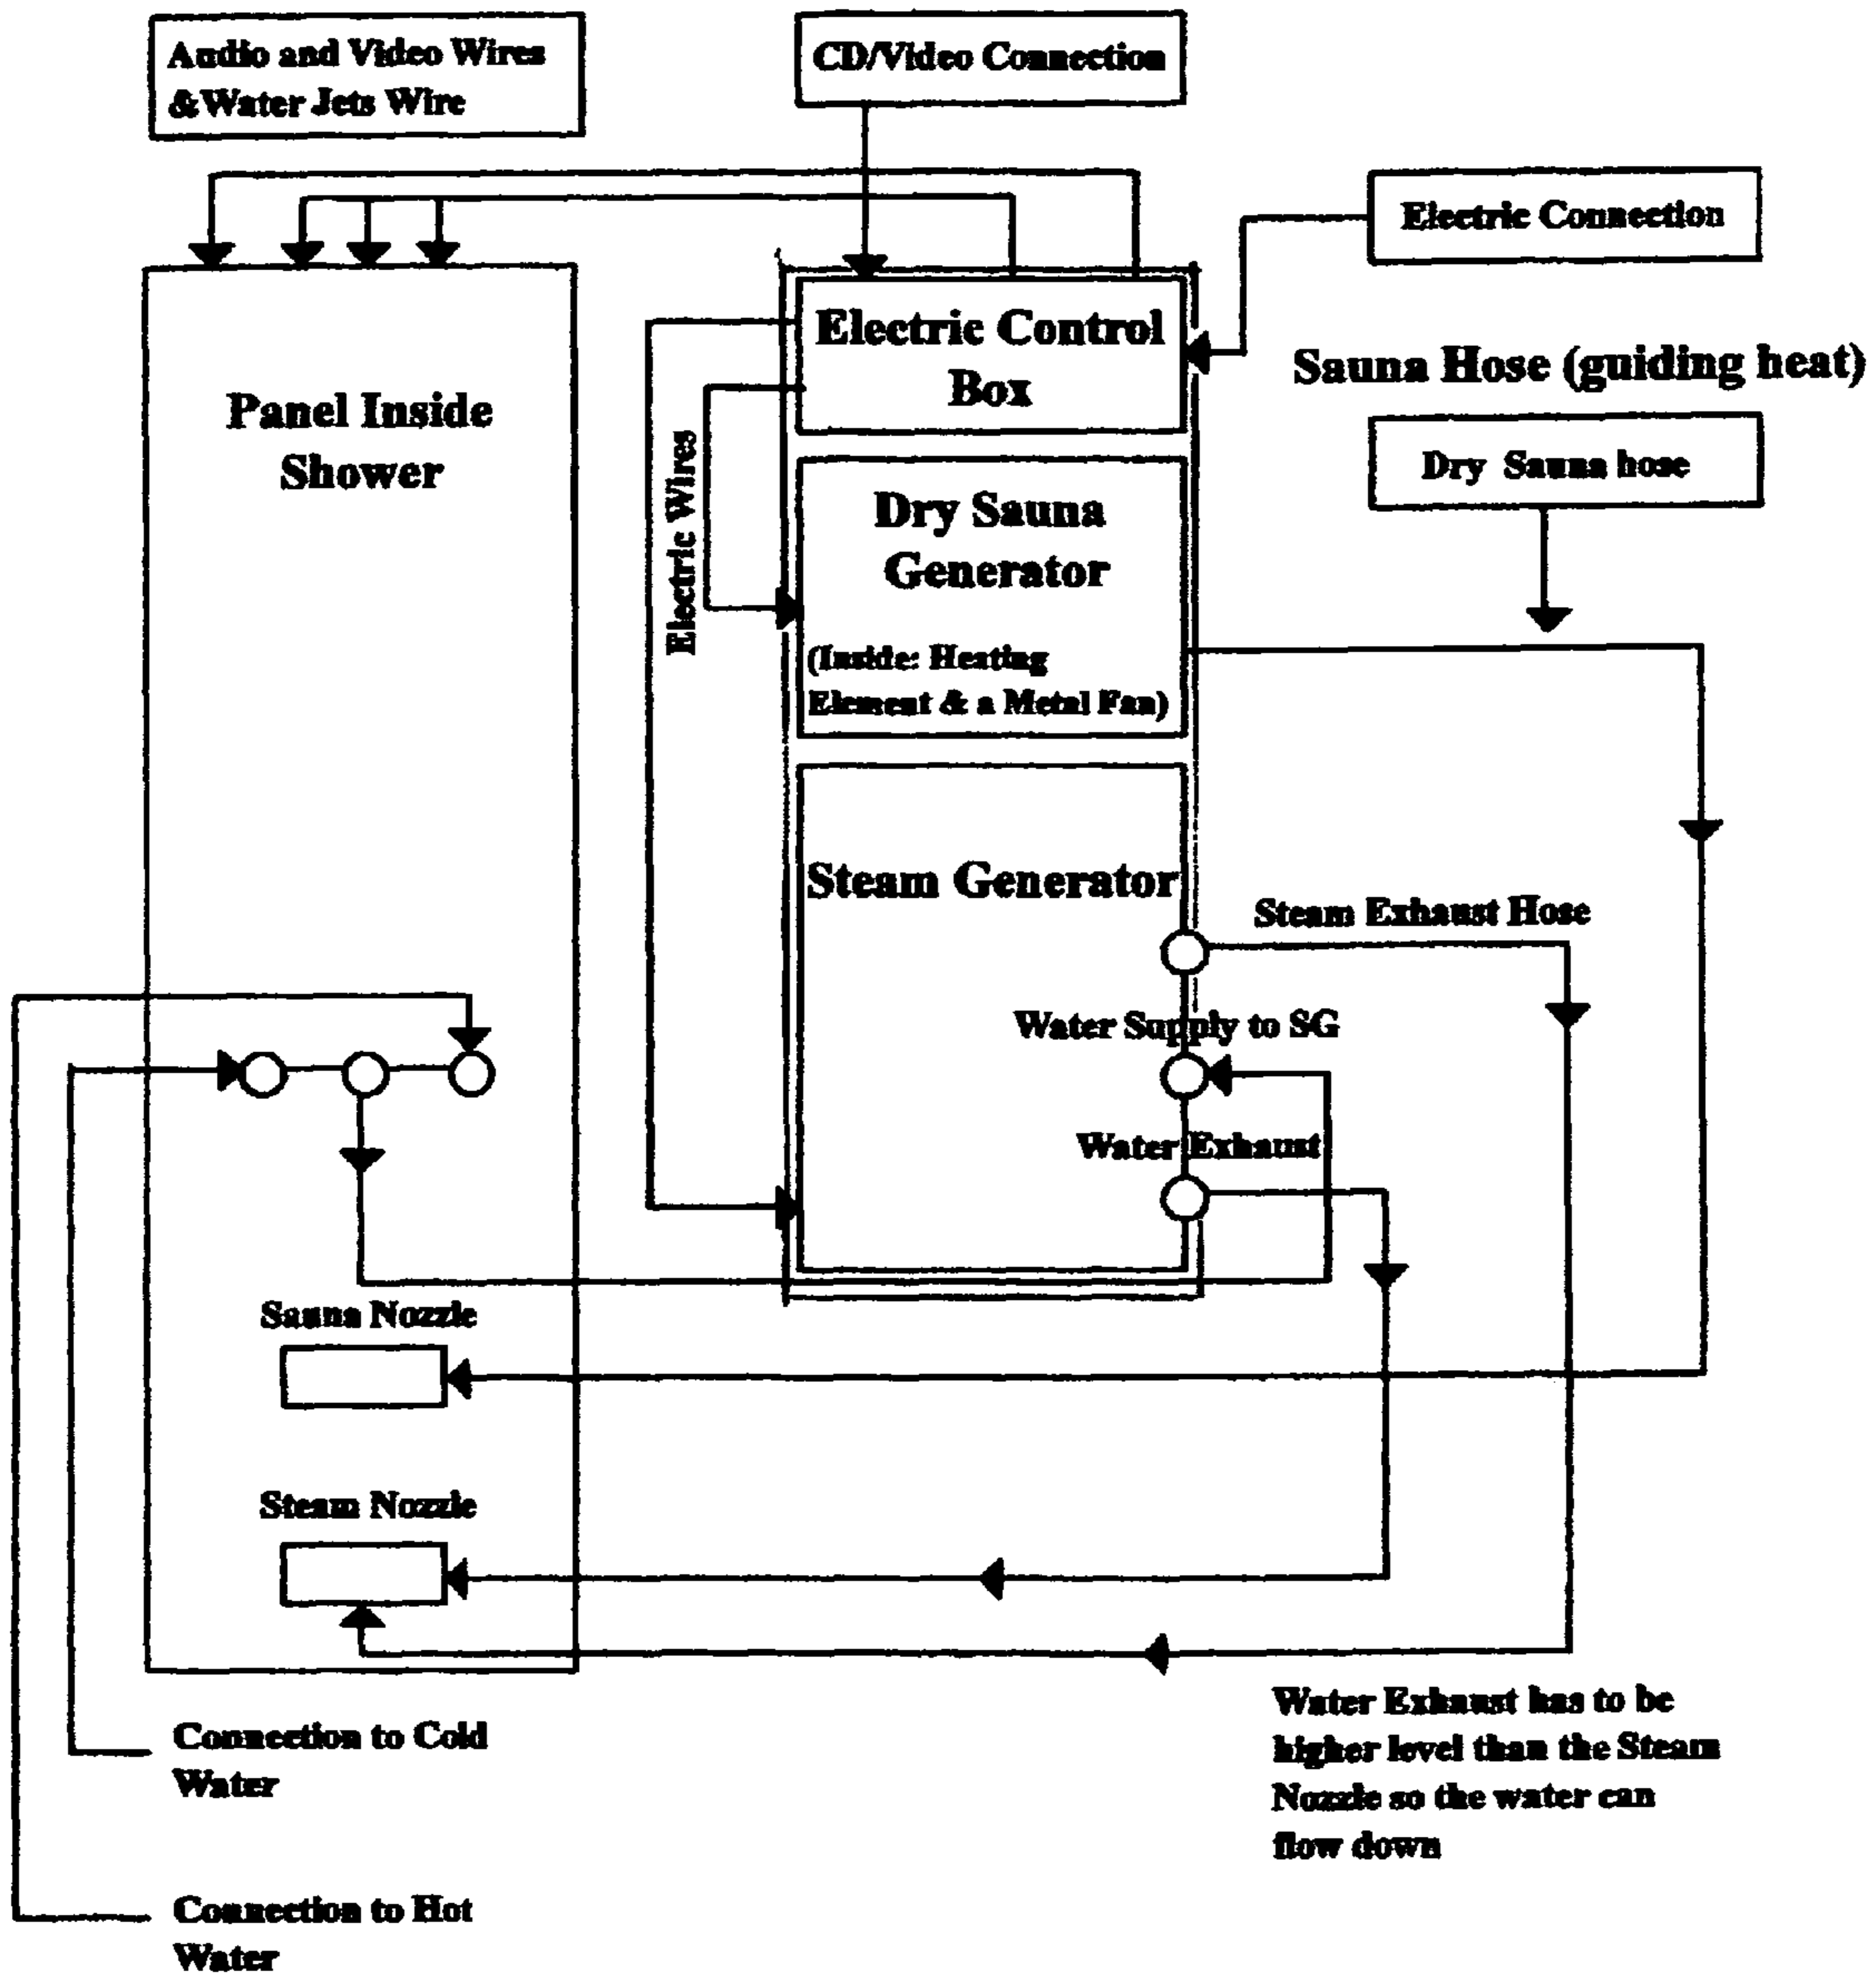 Audio and Video Wires
&Water Jets Wire
CD/Video Connection
Electric Connection
Electric Control
Box
Sauna Hose (guiding heat)
Panel Inside
Shower
Dry Sauna hose
Electric Wires
Dry Sauna
Generator
(Inside: Heating
Element & a Metal Fan)
Steam Generator
Steam Exhaust Hose
Water Supply to SG
Water Exhaust
Sauna Nozzle
Steam Nozzle
Water Exhaust has to be
higher level than the Steam
Nozzle so the water can
flow down
Connection to Cold
Water
Connection to Hot
Water